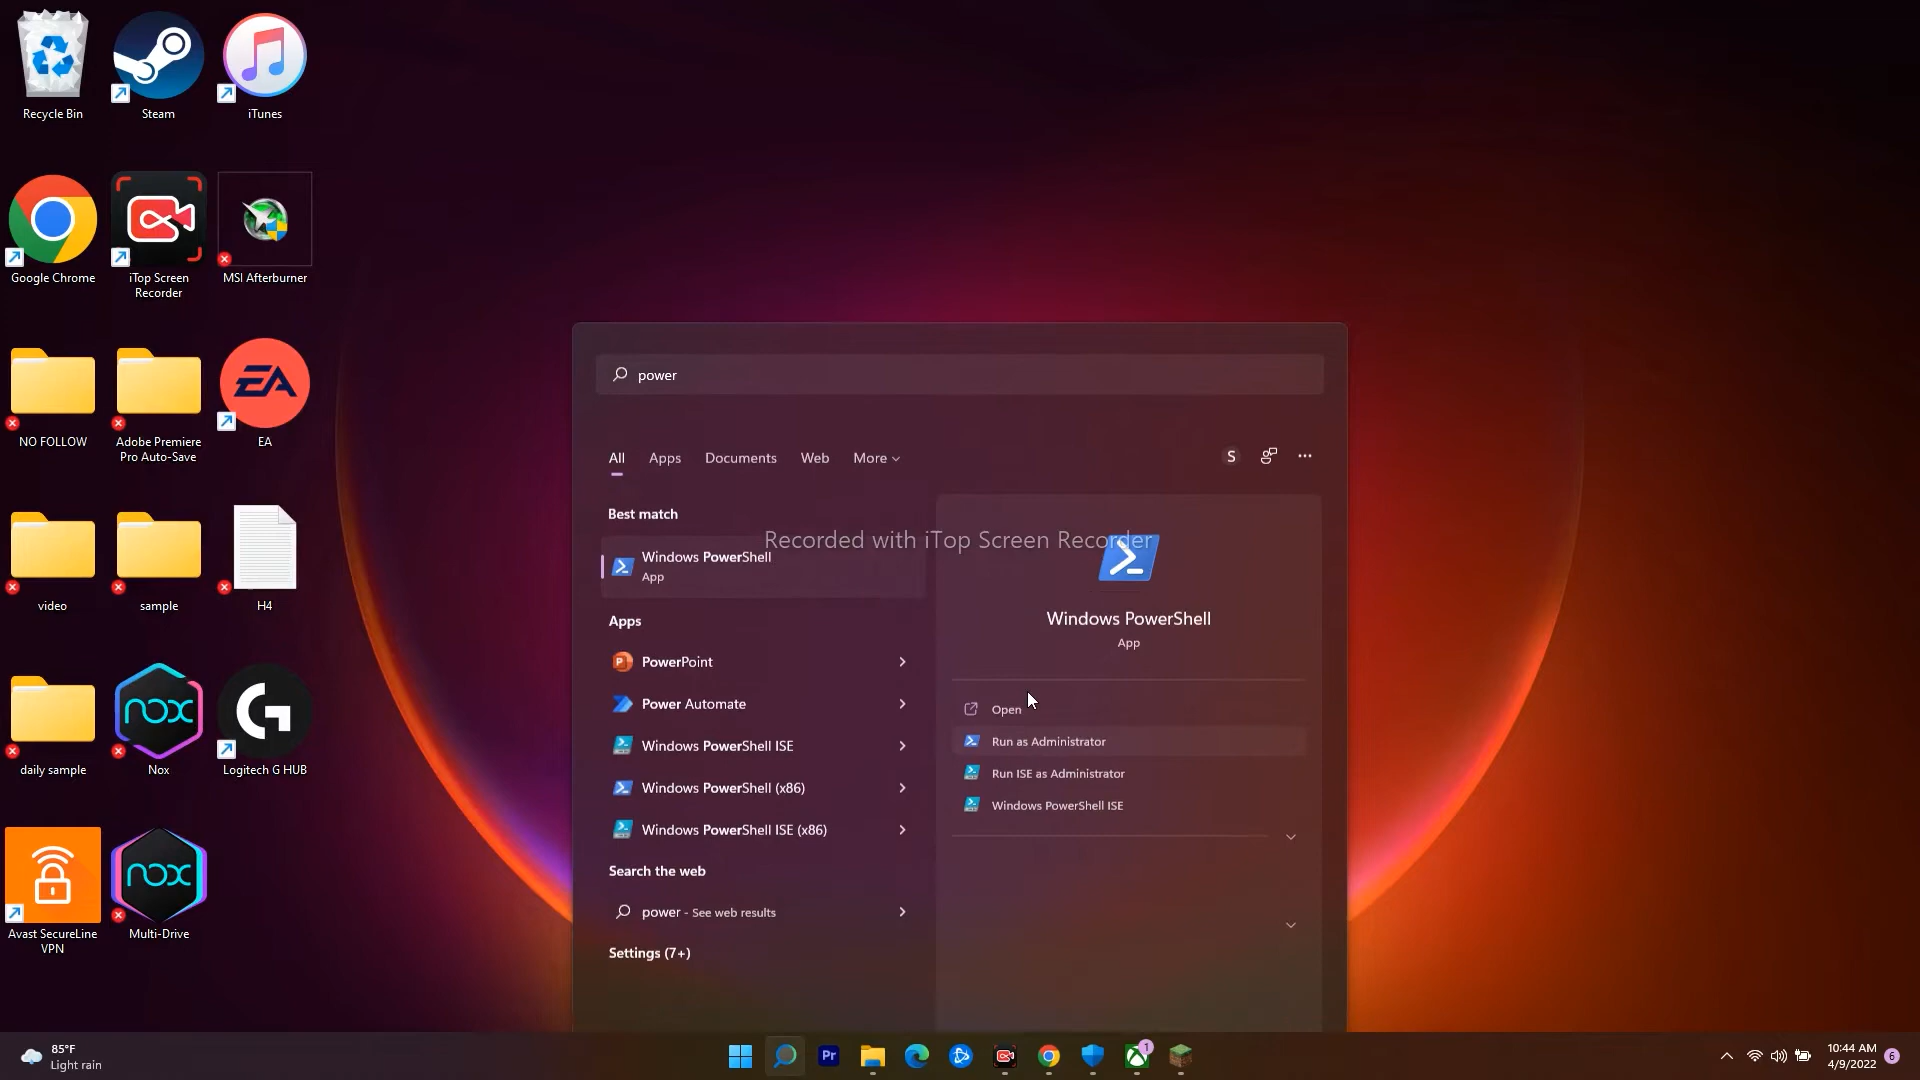 Recycle Bin
Steam
iTunes
Google Chrome
iTop Screen
Recorder
MSI Afterburner
NO FOLLOW
Adobe Premiere
Pro Auto-Save
EA
EA
video
sample
H4
daily sample
nox
Nox
Logitech G HUB
Avast SecureLine
VPN
nox
Multi-Drive
power
All
Apps
Documents
Web
More
S
Best match
Windows PowerShell
App
Recorded with iTop Screen Recorder
Apps
PowerPoint
Power Automate
Windows PowerShell ISE
Windows PowerShell (x86)
Windows PowerShell ISE (x86)
Search the web
power - See web results
Settings (7+)
Windows PowerShell
App
Open
Run as Administrator
Run ISE as Administrator
Windows PowerShell ISE
85°F
Light rain
Pr
1
10:44 AM
4/9/2022
6